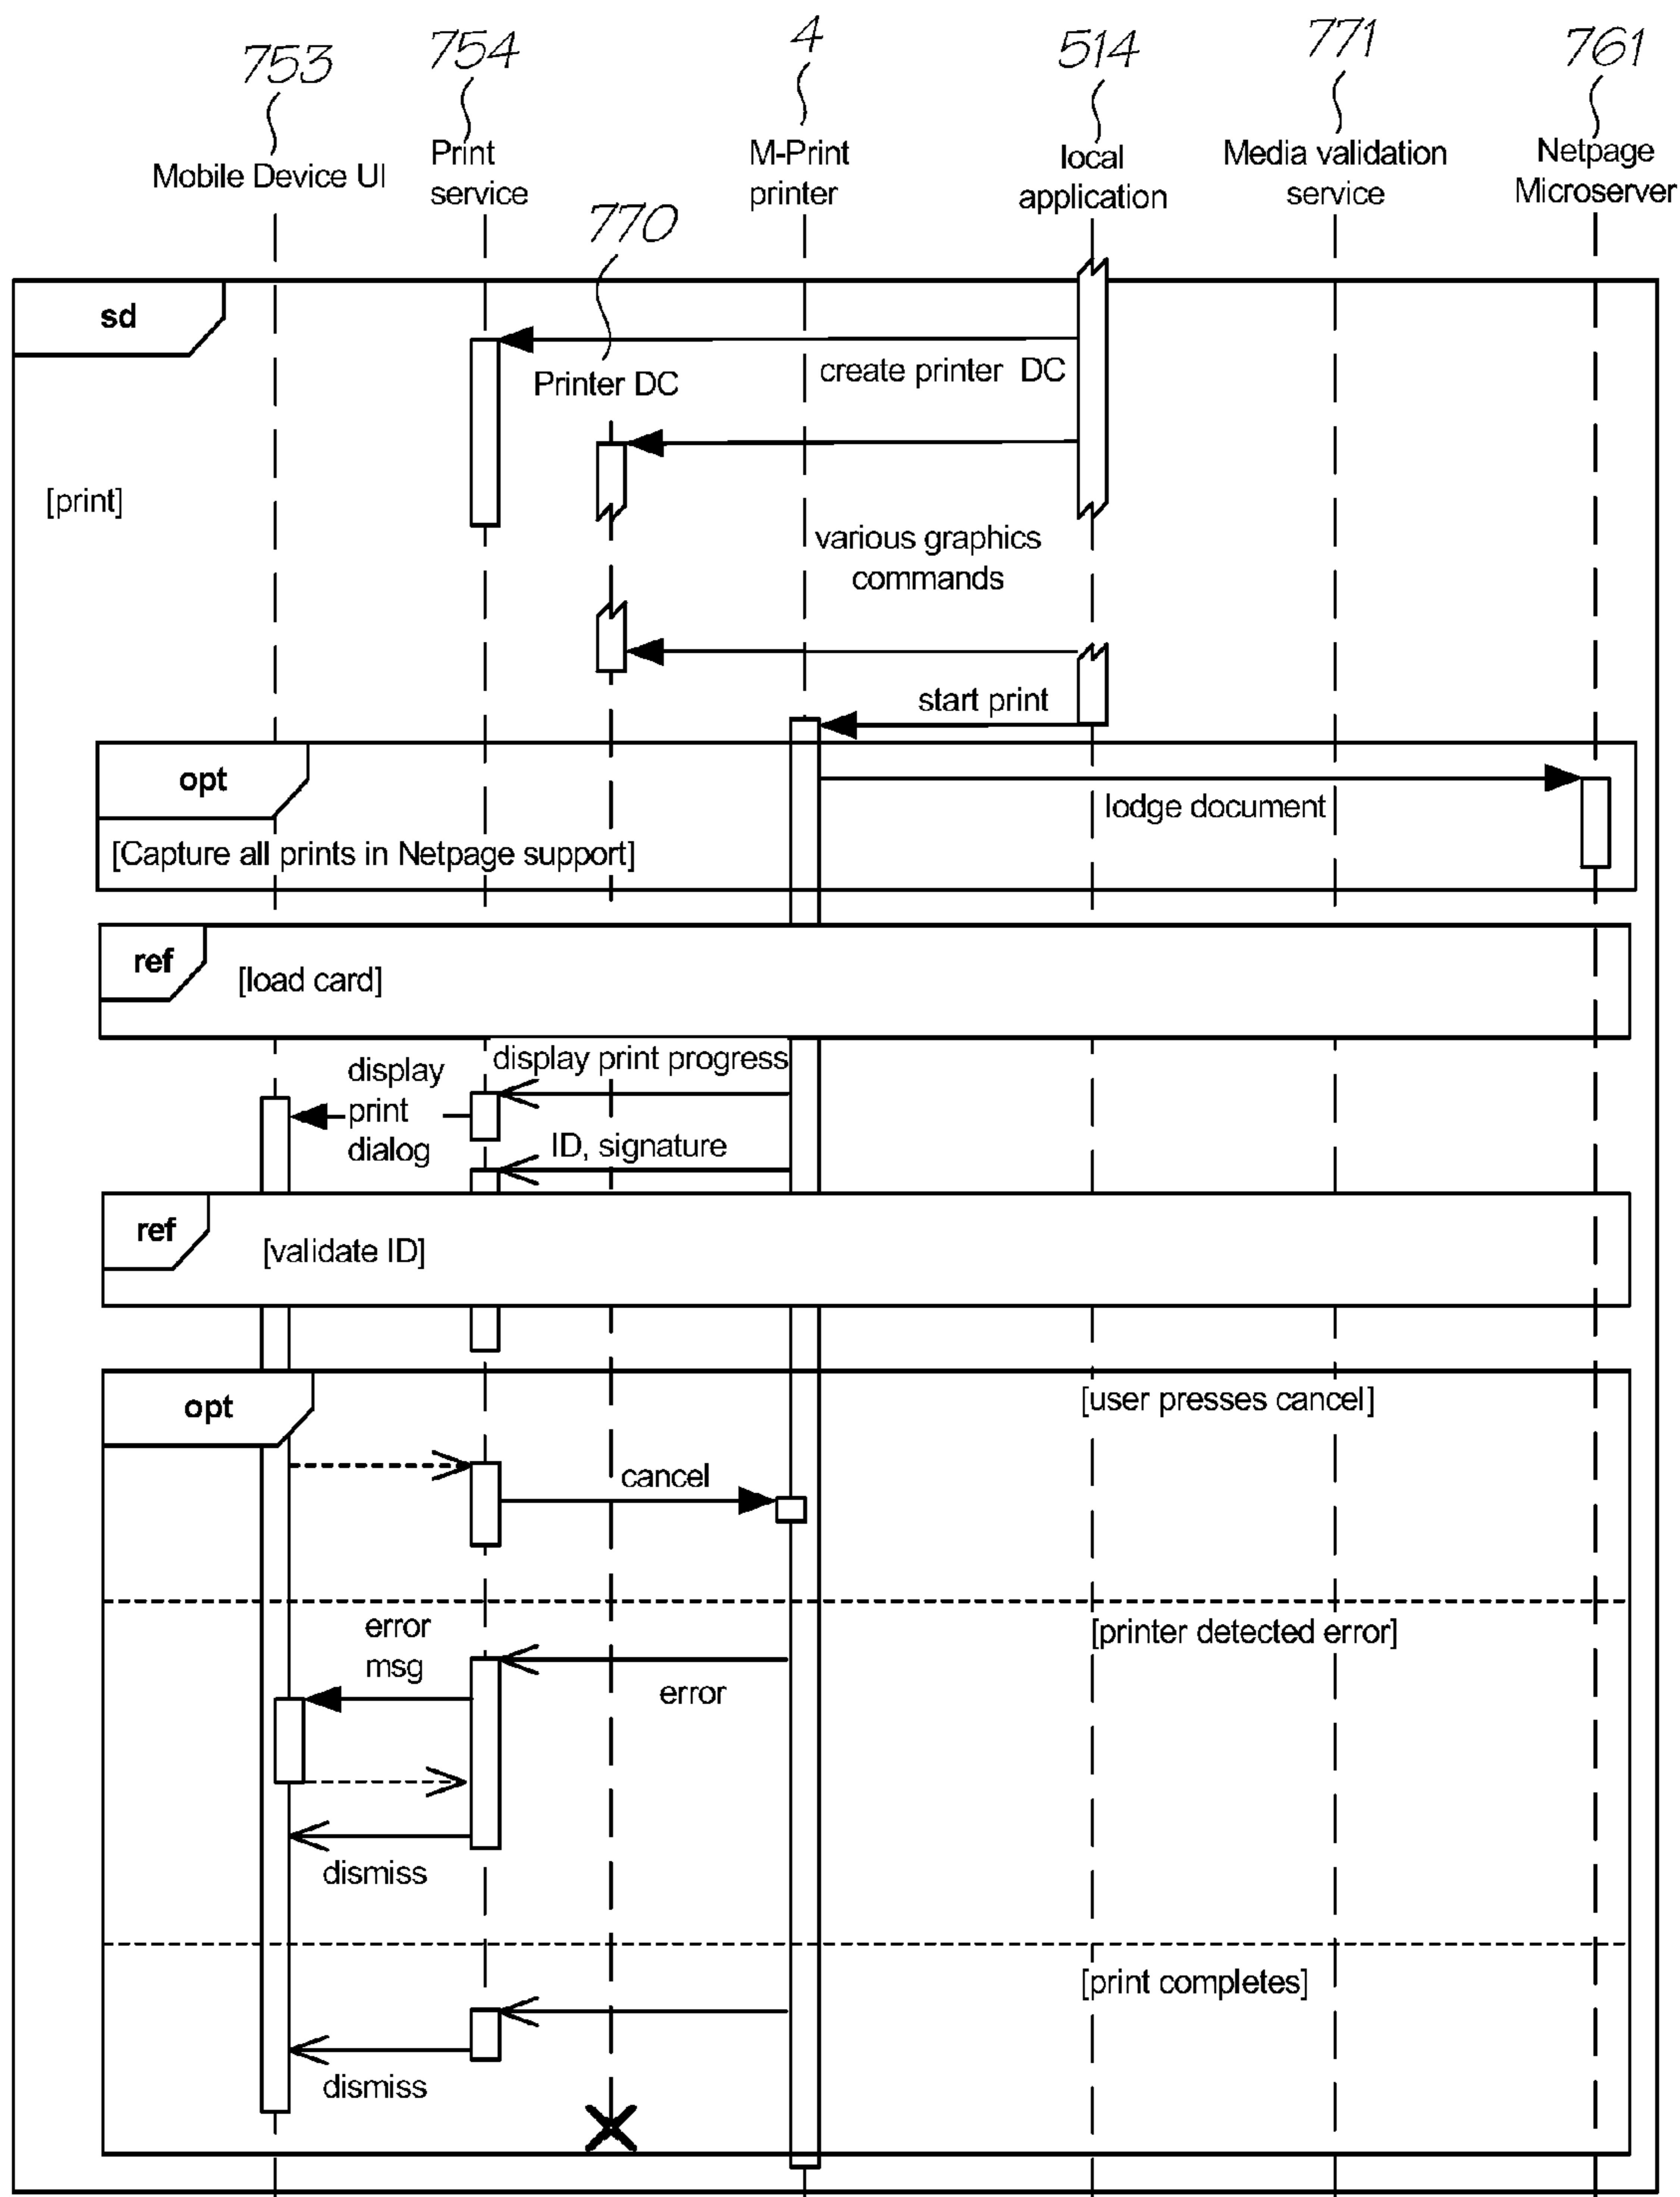 753
754
4
514
771
761
Mobile Device UI
Print
service
M-Print
printer
local
application
Media validation
service
Netpage
Microserver
770
sd
Printer DC
create printer DC
[print]
various graphics
commands
start print
opt
lodge document
[Capture all prints in Netpage support]
ref
[load card]
display print progress
display
print
dialog
ID, signature
ref
[validate ID]
opt
[user presses cancel]
cancel
[printer detected error]
error
msg
error
dismiss
[print completes]
dismiss